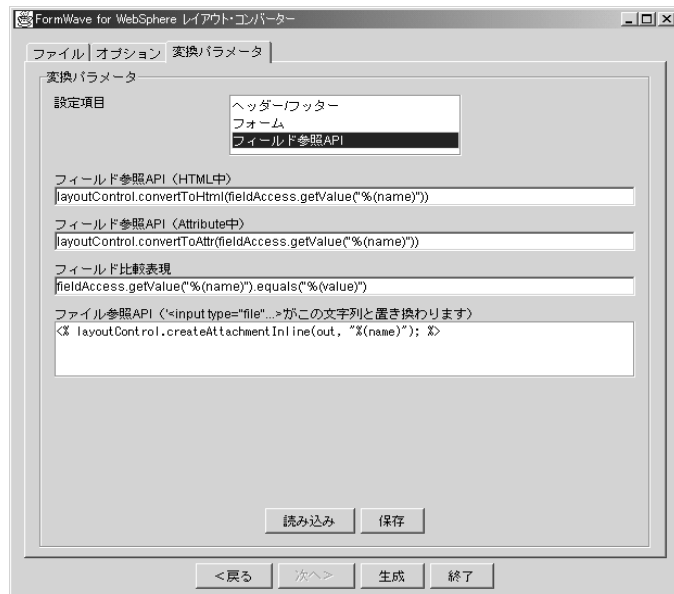 FormWave for WebSphere レイアウト・コンバーター
ファイル オプション 変換パラメータ
変換パラメータ
設定項目
ヘッダー/フッター
フォーム
フィールド参照API
フィールド参照API（HTML中）
layoutControl.convertToHtml(fieldAccess.getValue("%(name)"))
フィールド参照API（Attribute中）
layoutControl.convertToAttr(fieldAccess.getValue("%(name)"))
フィールド比較表現
fieldAccess.getValue("%(name)").equals("%(value)")
ファイル参照API（'<input type="file"...>がこの文字列と置き換わります）
<% layoutControl.createAttachmentInline(out, "%(name)"); %>
読み込み 保存
<戻る 次へ> 生成 終了